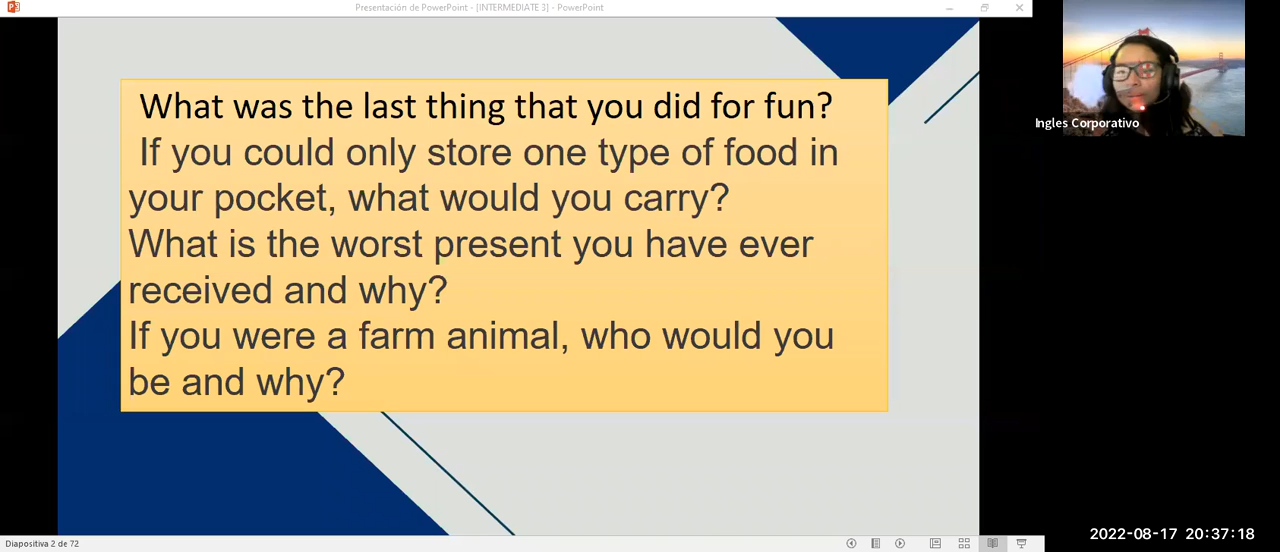 Presentación de PowerPoint - [INTERMEDIATE 3] - PowerPoint
What was the last thing that you did for fun?
If you could only store one type of food in
your pocket, what would you carry?
What is the worst present you have ever
received and why?
If you were a farm animal, who would you
be and why?
Ingles Corporativo
2022-08-17 20:37:18
Diapositiva 2 de 72